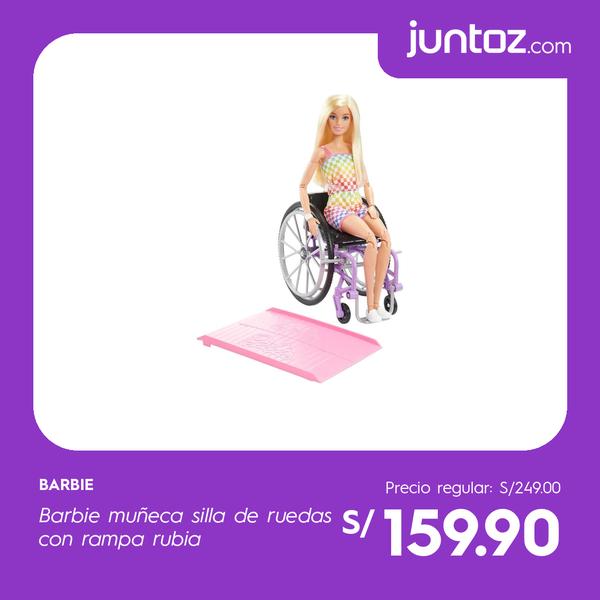 juntoz.com
BARBIE
Barbie muñeca silla de ruedas
con rampa rubia
Precio regular: S/249.00
S/159.90